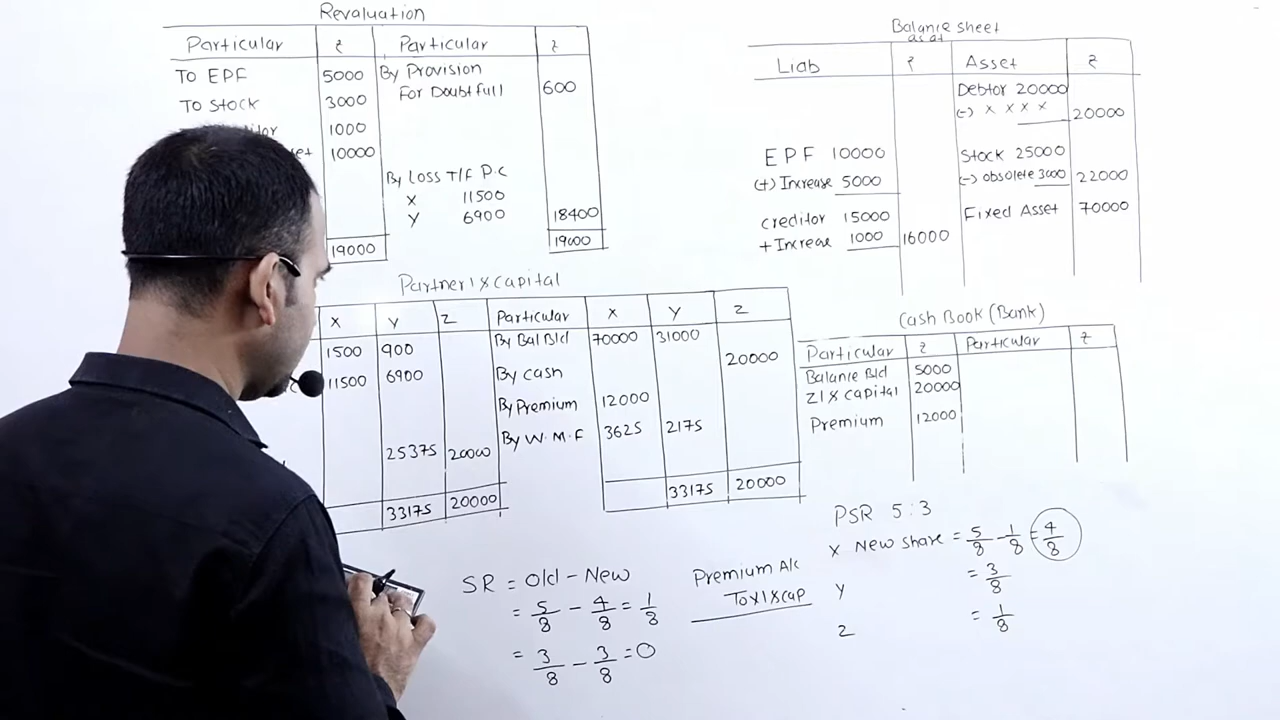 Revaluation
Particular ₹ Particular ₹
To EPF 5000 By Provision
For Doubtfull 600
To Stock 3000
1000
10000
By Loss T/F P.C
X 11500
Y 6900 18400
19000 19000
Partner's Capital
X Y Z Particular X Y Z
1500 900 By Bal B/d 70000 31000
11500 6900 By cash 20000
By Premium 12000
25375 20000 By W.M.F 3625 2175
33175 20000 33175 20000
Balance sheet
as at
Liab ₹ Asset ₹
Debtor 20000
(-) x x x x 20000
EPF 10000 Stock 25000
(+) Increase 5000 (-) obsolete 3000 22000
creditor 15000 Fixed Asset 70000
+ Increase 1000 16000
Cash Book (Bank)
Particular ₹ Particular ₹
Balance B/d 5000
Z's capital 20000
Premium 12000
SR = Old - New
= 5/8 - 4/8 = 1/8
= 3/8 - 3/8 = 0
Premium A/c
To X's cap
PSR 5:3
X New share = 5/8 - 1/8 = 4/8
Y = 3/8
Z = 1/8